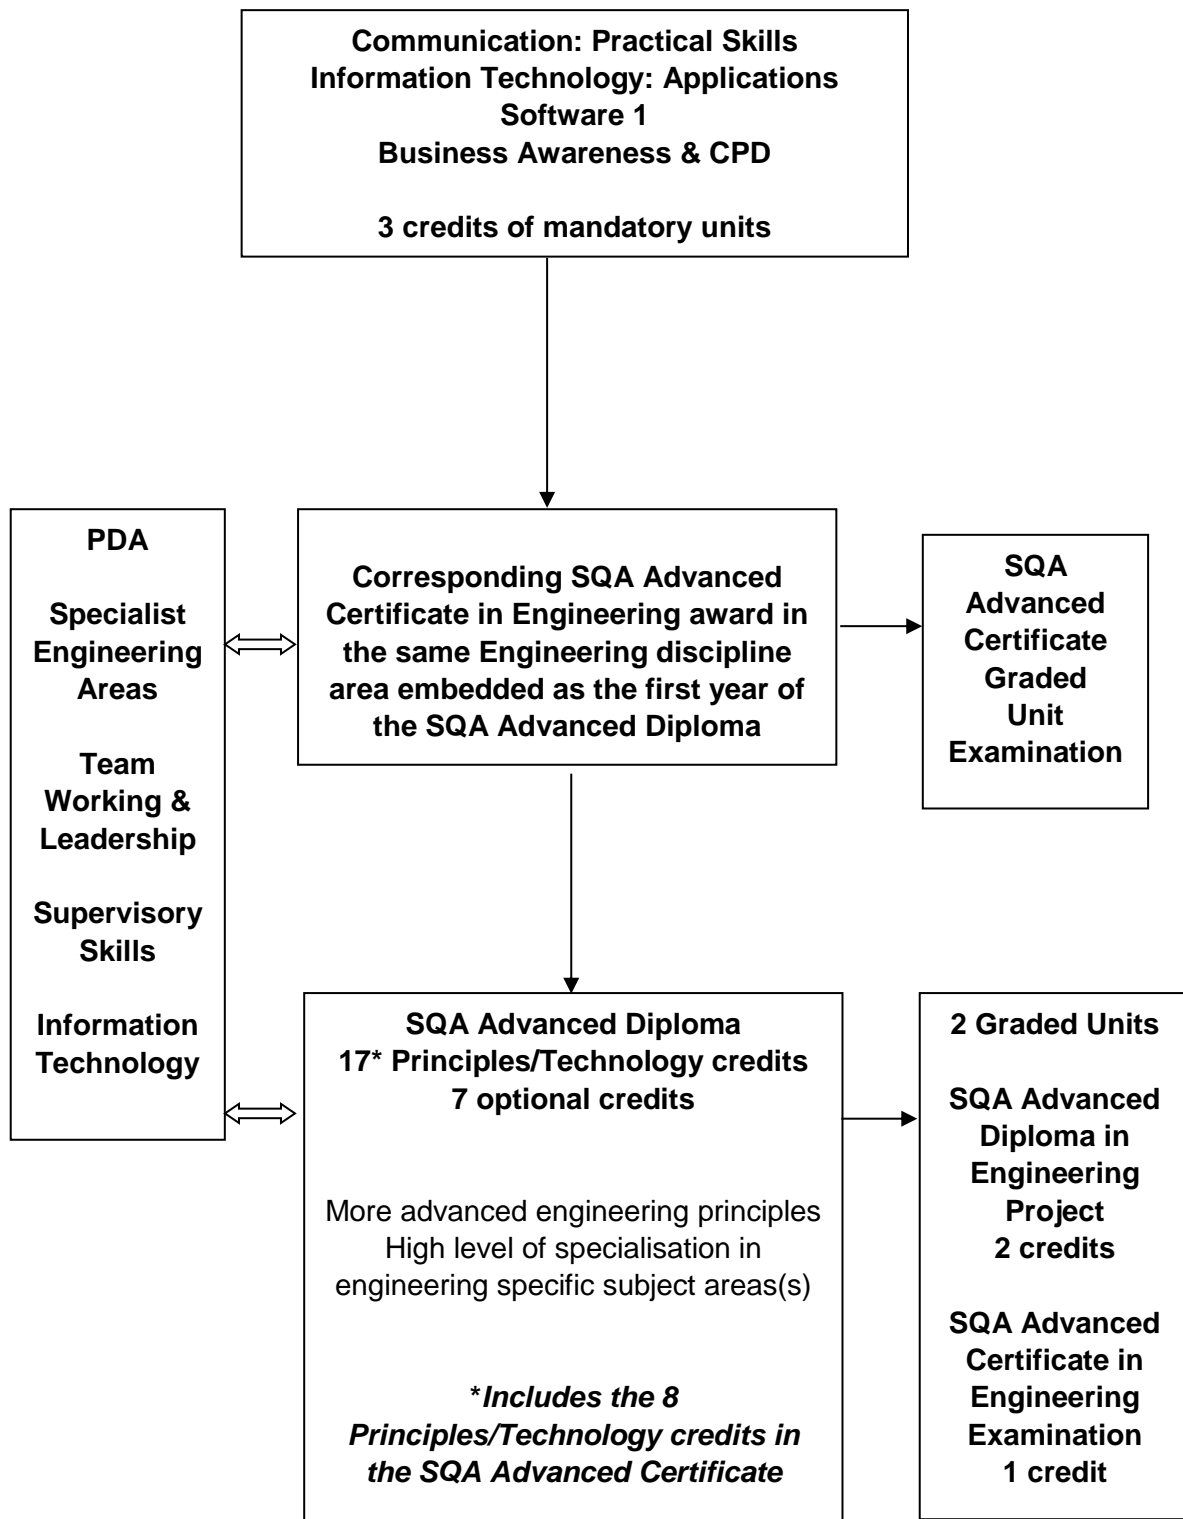 Communication: Practical Skills
Information Technology: Applications
Software 1
Business Awareness & CPD
3 credits of mandatory units
PDA
Specialist
Engineering
Areas
Team
Working &
Leadership
Supervisory
Skills
Information
Technology
Corresponding SQA Advanced
Certificate in Engineering award in
the same Engineering discipline
area embedded as the first year of
the SQA Advanced Diploma
SQA
Advanced
Certificate
Graded
Unit
Examination
SQA Advanced Diploma
17* Principles/Technology credits
7 optional credits
More advanced engineering principles
High level of specialisation in
engineering specific subject areas(s)
*Includes the 8
Principles/Technology credits in
the SQA Advanced Certificate
2 Graded Units
SQA Advanced
Diploma in
Engineering
Project
2 credits
SQA Advanced
Certificate in
Engineering
Examination
1 credit